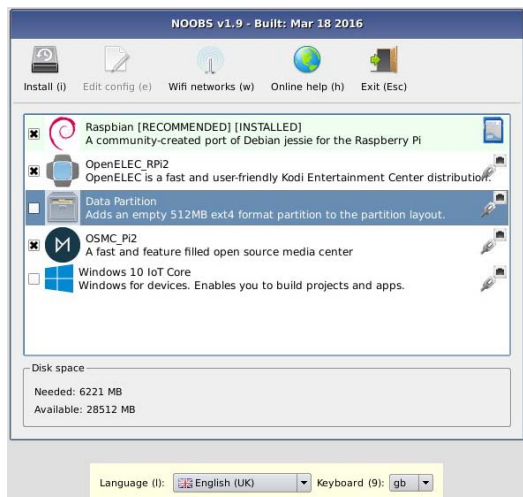 NOOBS v1.9 - Built: Mar 18 2016
Install (i) Edit config (e) Wifi networks (w) Online help (h) Exit (Esc)
Raspbian [RECOMMENDED] [INSTALLED]
A community-created port of Debian jessie for the Raspberry Pi
OpenELEC_RPi2
OpenELEC is a fast and user-friendly Kodi Entertainment Center distribution.
Data Partition
Adds an empty 512MB ext4 format partition to the partition layout.
OSMC_Pi2
A fast and feature filled open source media center
Windows 10 IoT Core
Windows for devices. Enables you to build projects and apps.
Disk space
Needed: 6221 MB
Available: 28512 MB
Language (l): English (UK) Keyboard (9): gb